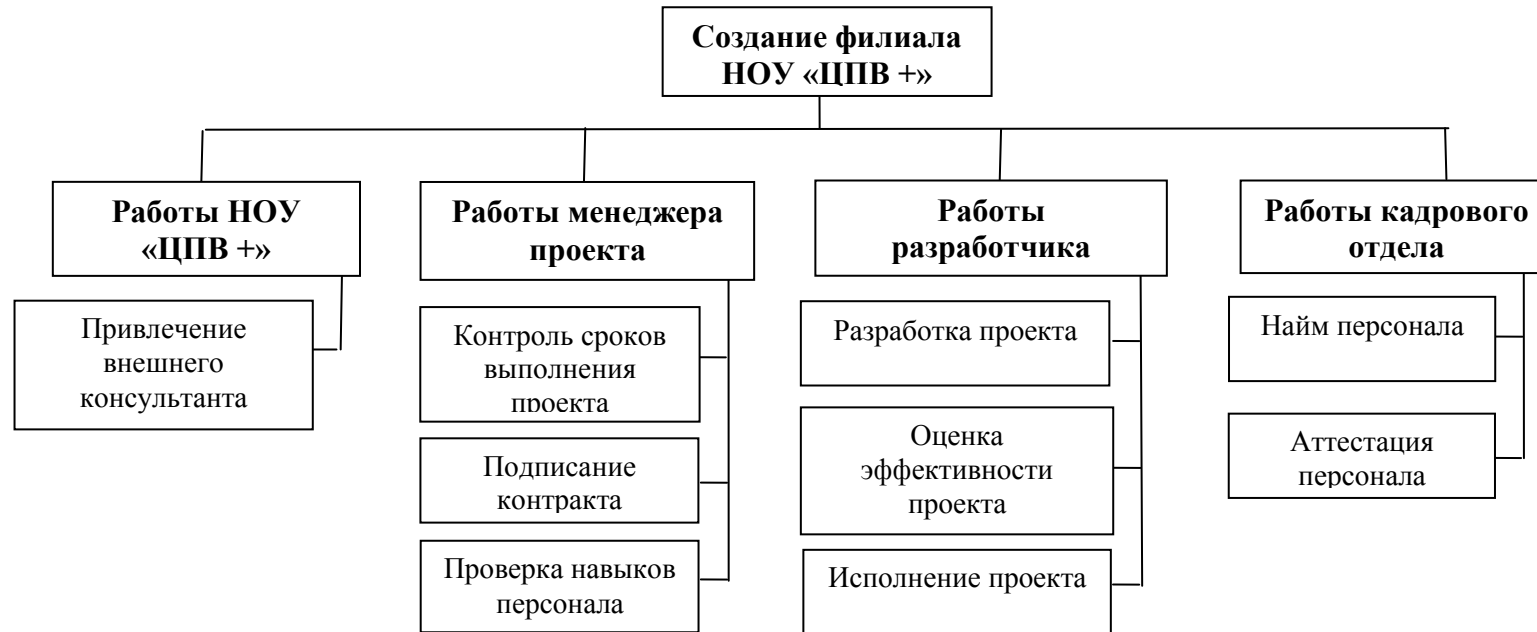 Создание филиала
НОУ «ЦПВ +»
Работы НОУ
«ЦПВ +»
Привлечение
внешнего
консультанта
Работы менеджера
проекта
Контроль сроков
выполнения
проекта
Подписание
контракта
Проверка навыков
персонала
Работы
разработчика
Разработка проекта
Оценка
эффективности
проекта
Исполнение проекта
Работы кадрового
отдела
Найм персонала
Аттестация
персонала